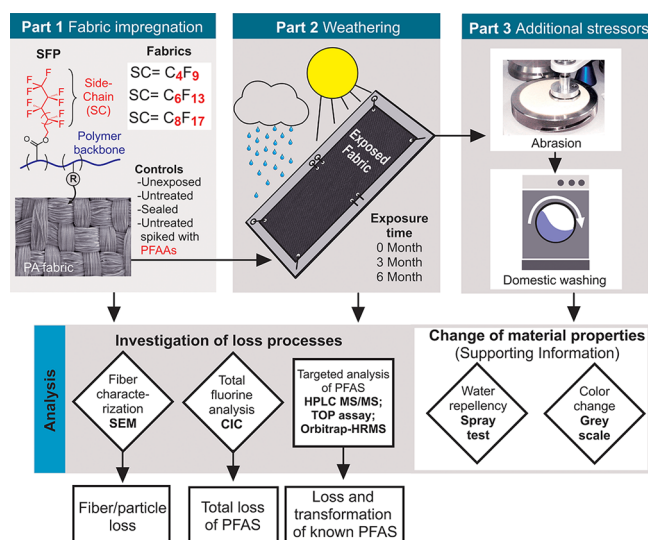 Part 1 Fabric impregnation
SFP
F F F F F F F F F
Side-
Chain
(SC)
O
O
Polymer
backbone
R
PA fabric
Fabrics
SC= C4F9
SC= C6F13
SC= C8F17
Controls
-Unexposed
-Untreated
-Sealed
-Untreated
spiked with
PFAAs
Part 2 Weathering
Exposed
Fabric
Exposure
time
0 Month
3 Month
6 Month
Part 3 Additional stressors
Abrasion
Domestic washing
Analysis
Investigation of loss processes
Fiber
characte-
rization
SEM
Total
fluorine
analysis
CIC
Targeted analysis
of PFAS
HPLC MS/MS;
TOP assay;
Orbitrap-HRMS
Change of material properties
(Supporting Information)
Water
repellency
Spray
test
Color
change
Grey
scale
Fiber/particle
loss
Total loss
of PFAS
Loss and
transformation
of known PFAS